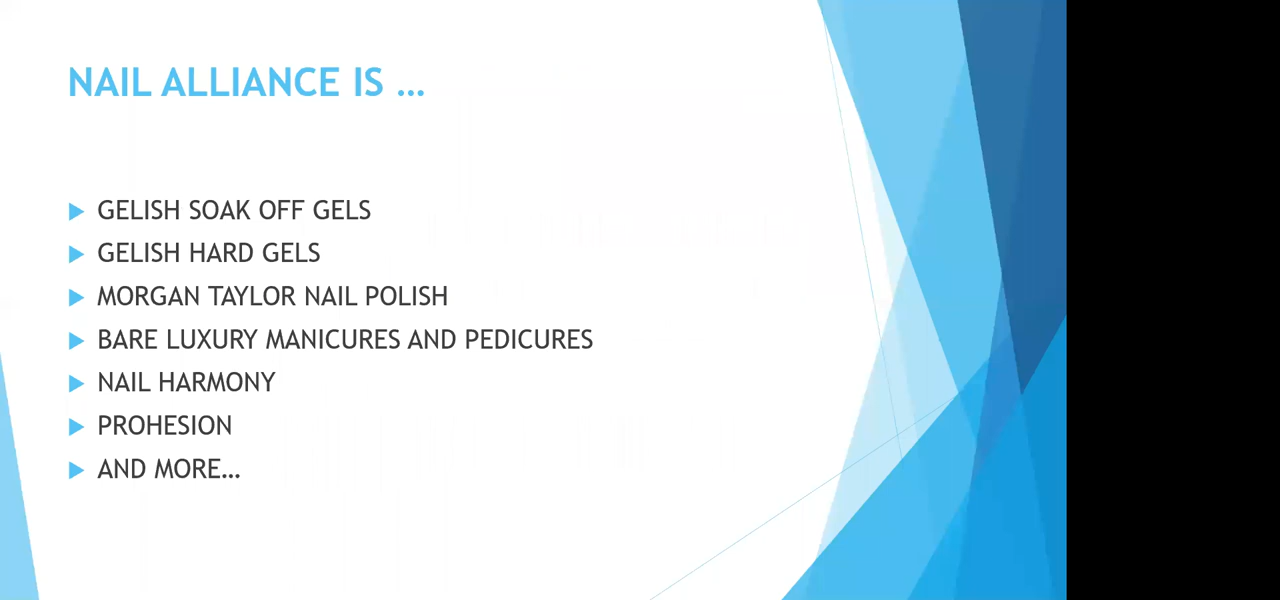 NAIL ALLIANCE IS ...
GELISH SOAK OFF GELS
GELISH HARD GELS
MORGAN TAYLOR NAIL POLISH
BARE LUXURY MANICURES AND PEDICURES
NAIL HARMONY
PROHESION
AND MORE...